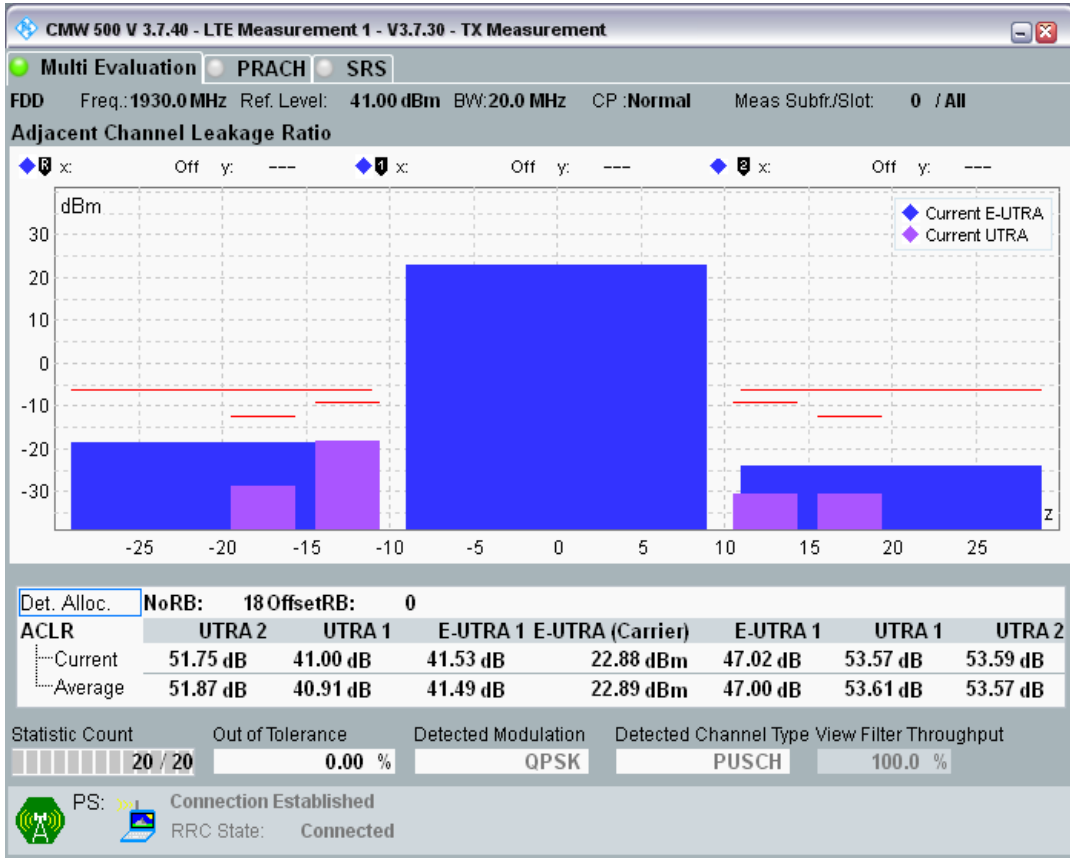 CMW 500 V 3.7.40 - LTE Measurement 1 - V3.7.30 - TX Measurement
Multi Evaluation PRACH SRS
FDD Freq.: 1930.0 MHz Ref. Level: 41.00 dBm BW: 20.0 MHz CP : Normal Meas Subfr./Slot: 0 / All
Adjacent Channel Leakage Ratio
R x: Off y: --- 1 x: Off y: --- 2 x: Off y: ---
dBm
Current E-UTRA
Current UTRA
30
20
10
0
-10
-20
-30
z
-25 -20 -15 -10 -5 0 5 10 15 20 25
Det. Alloc. NoRB: 18 OffsetRB: 0
ACLR UTRA 2 UTRA 1 E-UTRA 1 E-UTRA (Carrier) E-UTRA 1 UTRA 1 UTRA 2
Current 51.75 dB 41.00 dB 41.53 dB 22.88 dBm 47.02 dB 53.57 dB 53.59 dB
Average 51.87 dB 40.91 dB 41.49 dB 22.89 dBm 47.00 dB 53.61 dB 53.57 dB
Statistic Count Out of Tolerance Detected Modulation Detected Channel Type View Filter Throughput
20 / 20 0.00 % QPSK PUSCH 100.0 %
PS: Connection Established
RRC State: Connected